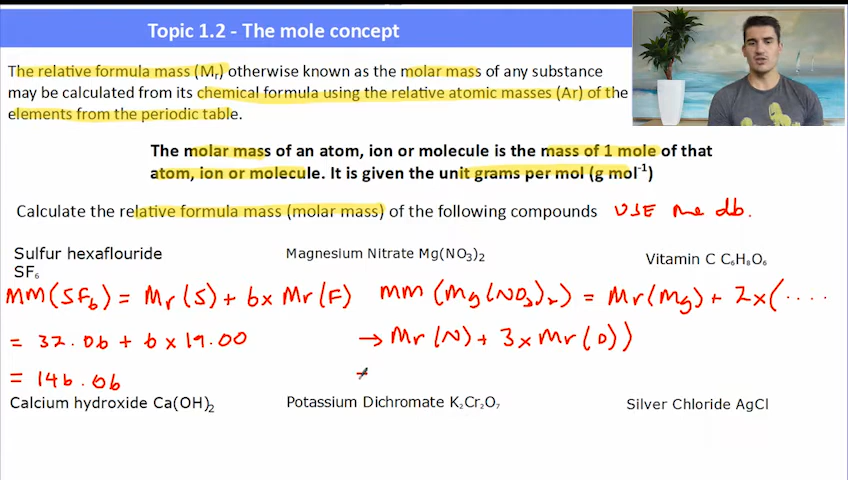 Topic 1.2 - The mole concept
The relative formula mass (Mᵣ) otherwise known as the molar mass of any substance
may be calculated from its chemical formula using the relative atomic masses (Ar) of the
elements from the periodic table.
The molar mass of an atom, ion or molecule is the mass of 1 mole of that
atom, ion or molecule. It is given the unit grams per mol (g mol⁻¹)
Calculate the relative formula mass (molar mass) of the following compounds USE the db.
Sulfur hexaflouride
SF₆
Magnesium Nitrate Mg(NO₃)₂
Vitamin C C₆H₈O₆
MM(SF₆) = Mr(S) + 6x Mr(F)
= 32.06 + 6 x 19.00
= 146.06
MM (Mg(NO₃)₂) = Mr(Mg) + 2x(....
→ Mr(N) + 3x Mr(O))
Calcium hydroxide Ca(OH)₂
Potassium Dichromate K₂Cr₂O₇
Silver Chloride AgCl